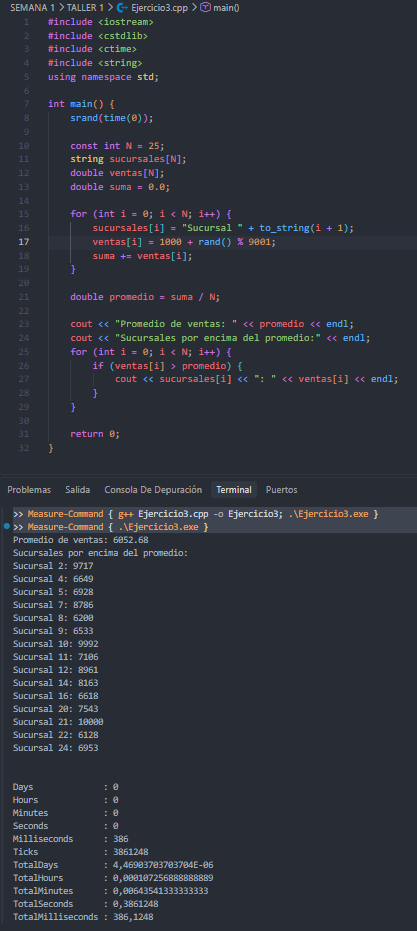 SEMANA 1 > TALLER 1 > Ejercicio3.cpp > main()
1 #include <iostream>
2 #include <cstdlib>
3 #include <ctime>
4 #include <string>
5 using namespace std;
6
7 int main() {
8 srand(time(0));
9
10 const int N = 25;
11 string sucursales[N];
12 double ventas[N];
13 double suma = 0.0;
14
15 for (int i = 0; i < N; i++) {
16 sucursales[i] = "Sucursal " + to_string(i + 1);
17 ventas[i] = 1000 + rand() % 9001;
18 suma += ventas[i];
19 }
20
21 double promedio = suma / N;
22
23 cout << "Promedio de ventas: " << promedio << endl;
24 cout << "Sucursales por encima del promedio:" << endl;
25 for (int i = 0; i < N; i++) {
26 if (ventas[i] > promedio) {
27 cout << sucursales[i] << ": " << ventas[i] << endl;
28 }
29 }
30
31 return 0;
32 }
Problemas Salida Consola De Depuración Terminal Puertos
>> Measure-Command { g++ Ejercicio3.cpp -o Ejercicio3; .\Ejercicio3.exe }
>> Measure-Command { .\Ejercicio3.exe }
Promedio de ventas: 6052.68
Sucursales por encima del promedio:
Sucursal 2: 9717
Sucursal 4: 6649
Sucursal 5: 6928
Sucursal 7: 8786
Sucursal 8: 6200
Sucursal 9: 6533
Sucursal 10: 9992
Sucursal 11: 7106
Sucursal 12: 8961
Sucursal 14: 8163
Sucursal 16: 6618
Sucursal 20: 7543
Sucursal 21: 10000
Sucursal 22: 6128
Sucursal 24: 6953
Days : 0
Hours : 0
Minutes : 0
Seconds : 0
Milliseconds : 386
Ticks : 3861248
TotalDays : 4,46903703703704E-06
TotalHours : 0,000107256888888889
TotalMinutes : 0,00643541333333333
TotalSeconds : 0,3861248
TotalMilliseconds : 386,1248